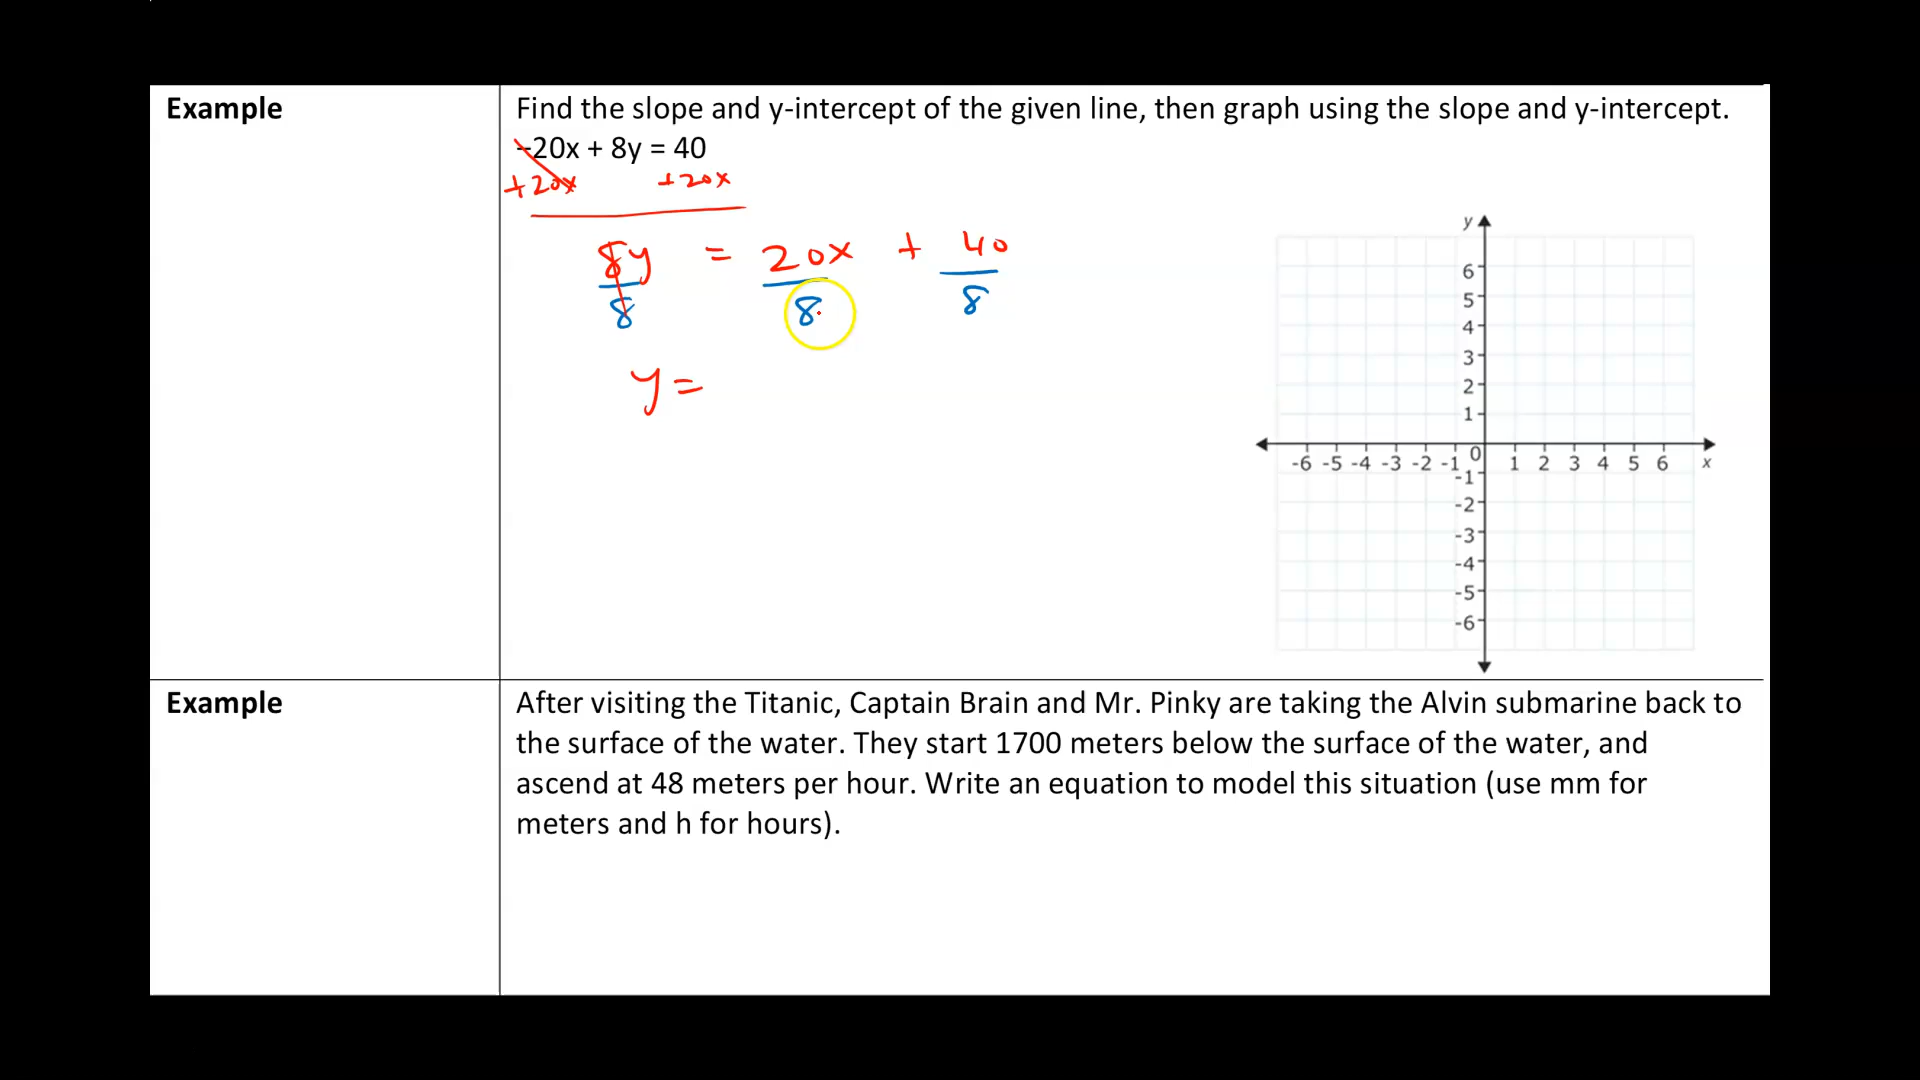 Example
Find the slope and y-intercept of the given line, then graph using the slope and y-intercept.
-20x + 8y = 40
+20x +20x
8y = 20x + 40
8 8 8
y =
y
6
5
4
3
2
1
-6 -5 -4 -3 -2 -1 0 1 2 3 4 5 6 x
-1
-2
-3
-4
-5
-6
Example
After visiting the Titanic, Captain Brain and Mr. Pinky are taking the Alvin submarine back to
the surface of the water. They start 1700 meters below the surface of the water, and
ascend at 48 meters per hour. Write an equation to model this situation (use mm for
meters and h for hours).